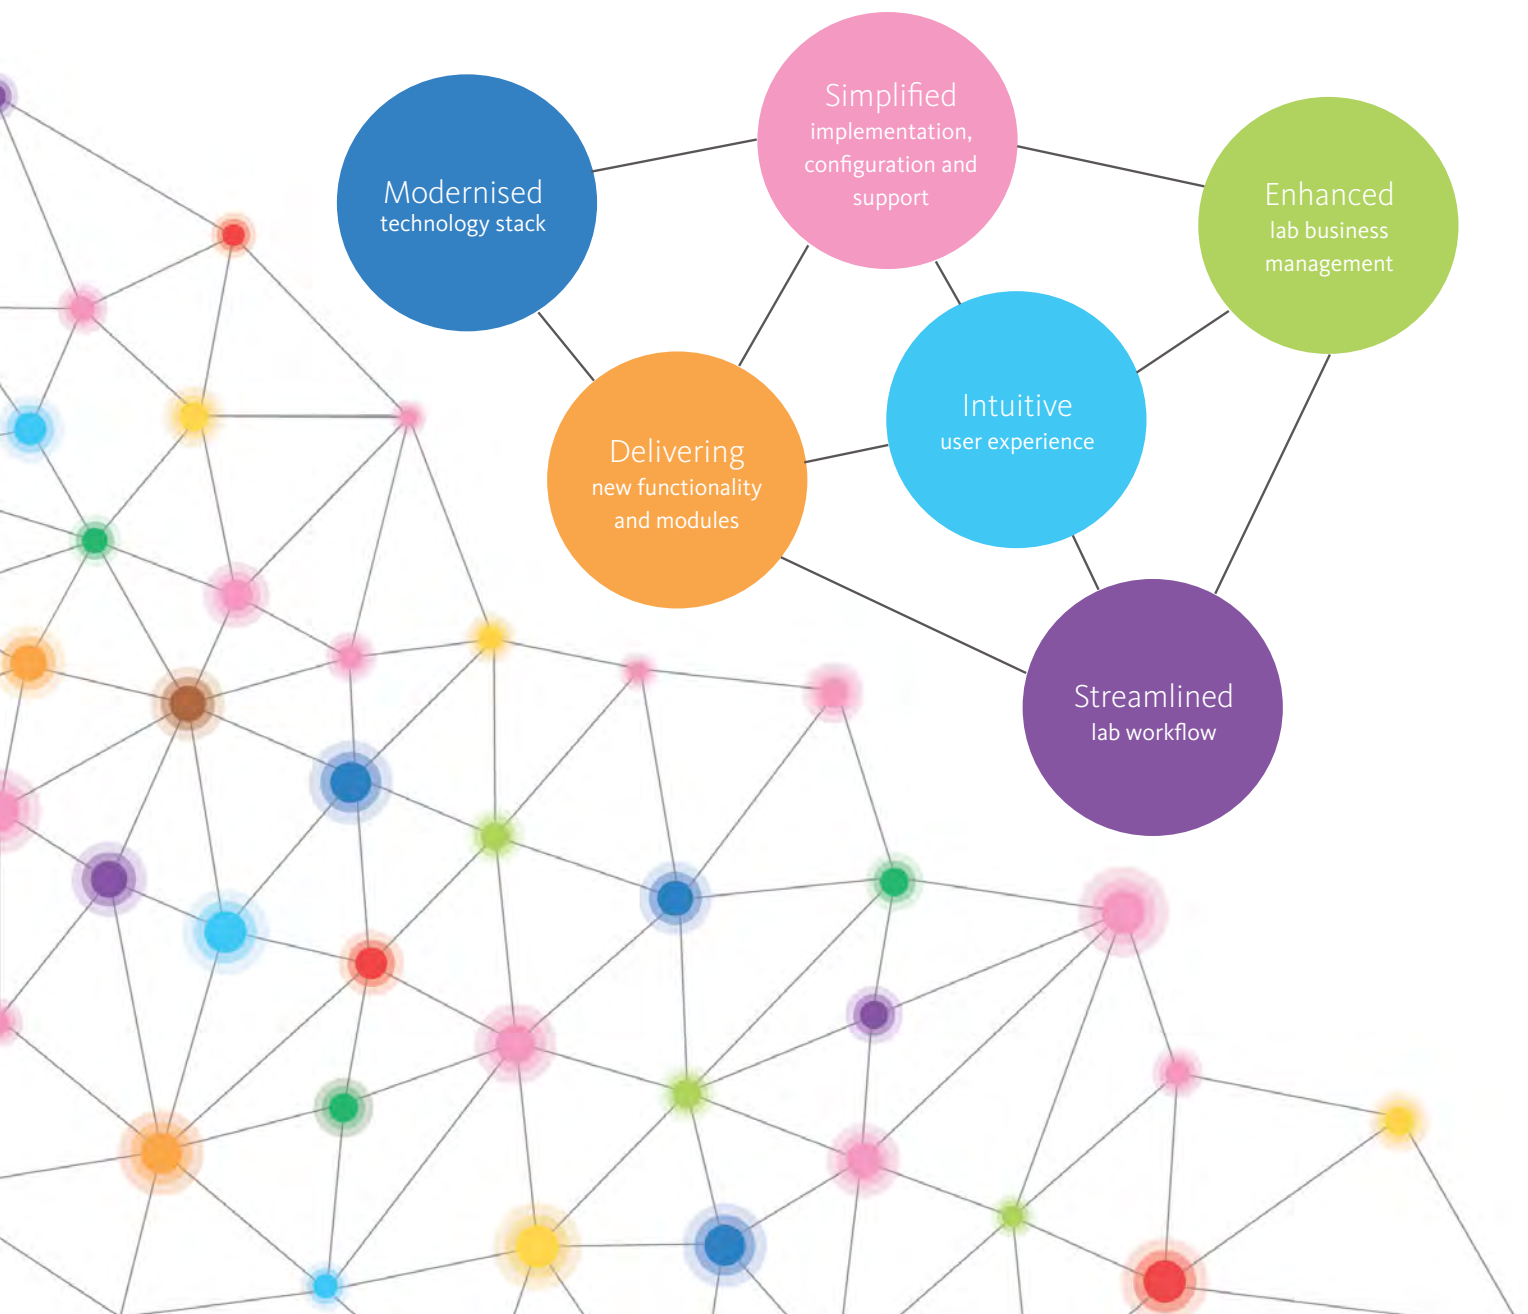 Modernised
technology stack
Simplified
implementation,
configuration and
support
Enhanced
lab business
management
Delivering
new functionality
and modules
Intuitive
user experience
Streamlined
lab workflow